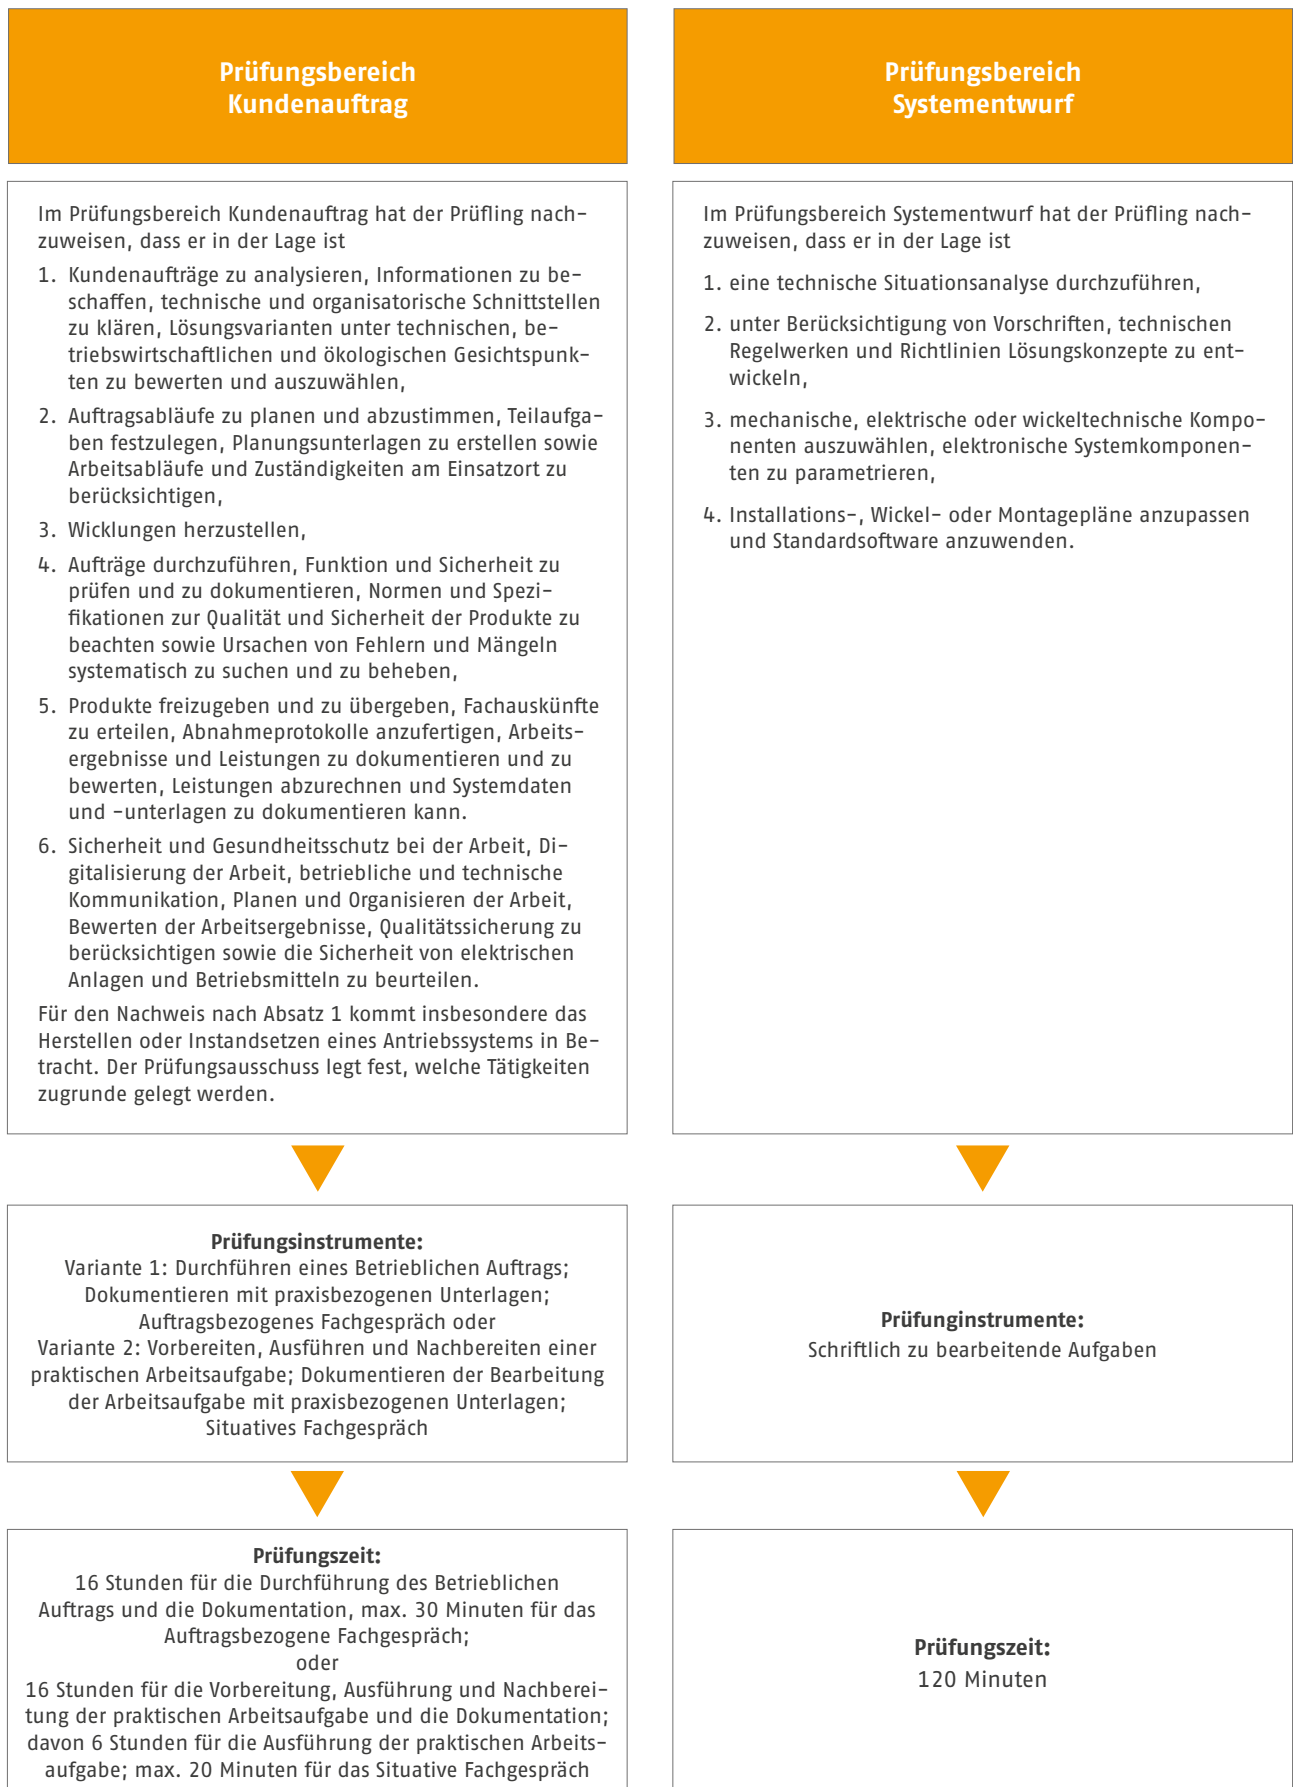 Prüfungsbereich
Kundenauftrag
Im Prüfungsbereich Kundenauftrag hat der Prüfling nach-
zuweisen, dass er in der Lage ist
1. Kundenaufträge zu analysieren, Informationen zu be-
schaffen, technische und organisatorische Schnittstellen
zu klären, Lösungsvarianten unter technischen, be-
triebswirtschaftlichen und ökologischen Gesichtspunk-
ten zu bewerten und auszuwählen,
2. Auftragsabläufe zu planen und abzustimmen, Teilaufga-
ben festzulegen, Planungsunterlagen zu erstellen sowie
Arbeitsabläufe und Zuständigkeiten am Einsatzort zu
berücksichtigen,
3. Wicklungen herzustellen,
4. Aufträge durchzuführen, Funktion und Sicherheit zu
prüfen und zu dokumentieren, Normen und Spezi-
fikationen zur Qualität und Sicherheit der Produkte zu
beachten sowie Ursachen von Fehlern und Mängeln
systematisch zu suchen und zu beheben,
5. Produkte freizugeben und zu übergeben, Fachauskünfte
zu erteilen, Abnahmeprotokolle anzufertigen, Arbeits-
ergebnisse und Leistungen zu dokumentieren und zu
bewerten, Leistungen abzurechnen und Systemdaten
und -unterlagen zu dokumentieren kann.
6. Sicherheit und Gesundheitsschutz bei der Arbeit, Di-
gitalisierung der Arbeit, betriebliche und technische
Kommunikation, Planen und Organisieren der Arbeit,
Bewerten der Arbeitsergebnisse, Qualitätssicherung zu
berücksichtigen sowie die Sicherheit von elektrischen
Anlagen und Betriebsmitteln zu beurteilen.
Für den Nachweis nach Absatz 1 kommt insbesondere das
Herstellen oder Instandsetzen eines Antriebssystems in Be-
tracht. Der Prüfungsausschuss legt fest, welche Tätigkeiten
zugrunde gelegt werden.
Prüfungsinstrumente:
Variante 1: Durchführen eines Betrieblichen Auftrags;
Dokumentieren mit praxisbezogenen Unterlagen;
Auftragsbezogenes Fachgespräch oder
Variante 2: Vorbereiten, Ausführen und Nachbereiten einer
praktischen Arbeitsaufgabe; Dokumentieren der Bearbeitung
der Arbeitsaufgabe mit praxisbezogenen Unterlagen;
Situatives Fachgespräch
Prüfungszeit:
16 Stunden für die Durchführung des Betrieblichen
Auftrags und die Dokumentation, max. 30 Minuten für das
Auftragsbezogene Fachgespräch;
oder
16 Stunden für die Vorbereitung, Ausführung und Nachberei-
tung der praktischen Arbeitsaufgabe und die Dokumentation;
davon 6 Stunden für die Ausführung der praktischen Arbeits-
aufgabe; max. 20 Minuten für das Situative Fachgespräch
Prüfungsbereich
Systementwurf
Im Prüfungsbereich Systementwurf hat der Prüfling nach-
zuweisen, dass er in der Lage ist
1. eine technische Situationsanalyse durchzuführen,
2. unter Berücksichtigung von Vorschriften, technischen
Regelwerken und Richtlinien Lösungskonzepte zu ent-
wickeln,
3. mechanische, elektrische oder wickeltechnische Kompo-
nenten auszuwählen, elektronische Systemkomponen-
ten zu parametrieren,
4. Installations-, Wickel- oder Montagepläne anzupassen
und Standardsoftware anzuwenden.
Prüfunginstrumente:
Schriftlich zu bearbeitende Aufgaben
Prüfungszeit:
120 Minuten